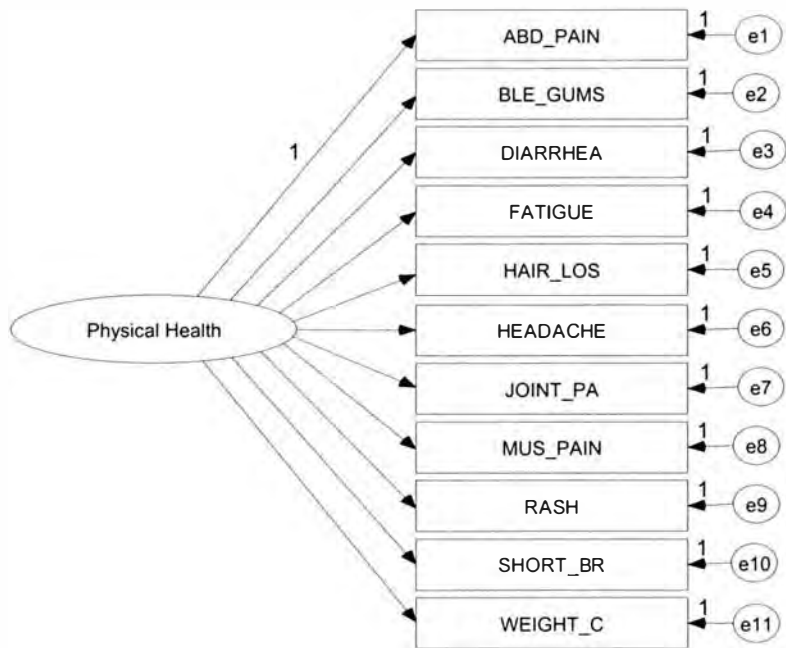 1 ABD_PAIN 1 e1
BLE_GUMS 1 e2
1
DIARRHEA 1 e3
FATIGUE 1 e4
HAIR_LOS 1 e5
Physical Health
HEADACHE 1 e6
JOINT_PA 1 e7
MUS_PAIN 1 e8
RASH 1 e9
SHORT_BR 1 e10
WEIGHT_C 1 e11